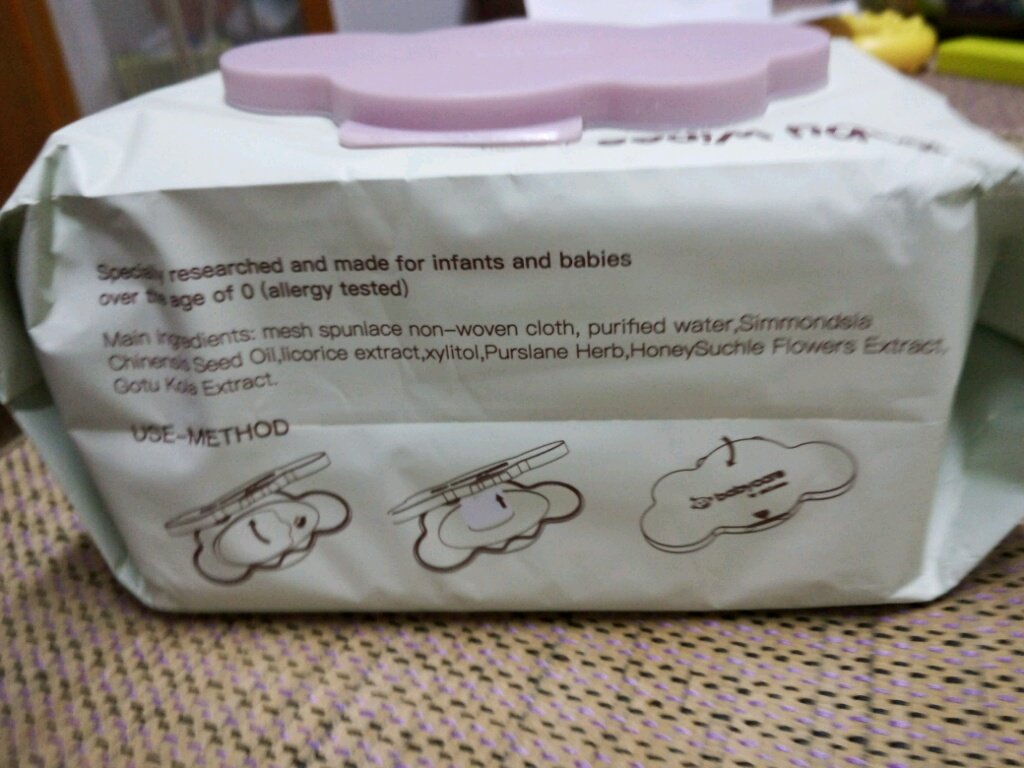 Specially researched and made for infants and babies
over the age of 0 (allergy tested)
Main ingredients: mesh spunlace non-woven cloth, purified water,Simmondsia
Chinensis Seed Oil,licorice extract,xylitol,Purslane Herb,HoneySuchle Flowers Extract,
Gotu Kola Extract.
USE-METHOD
babycare